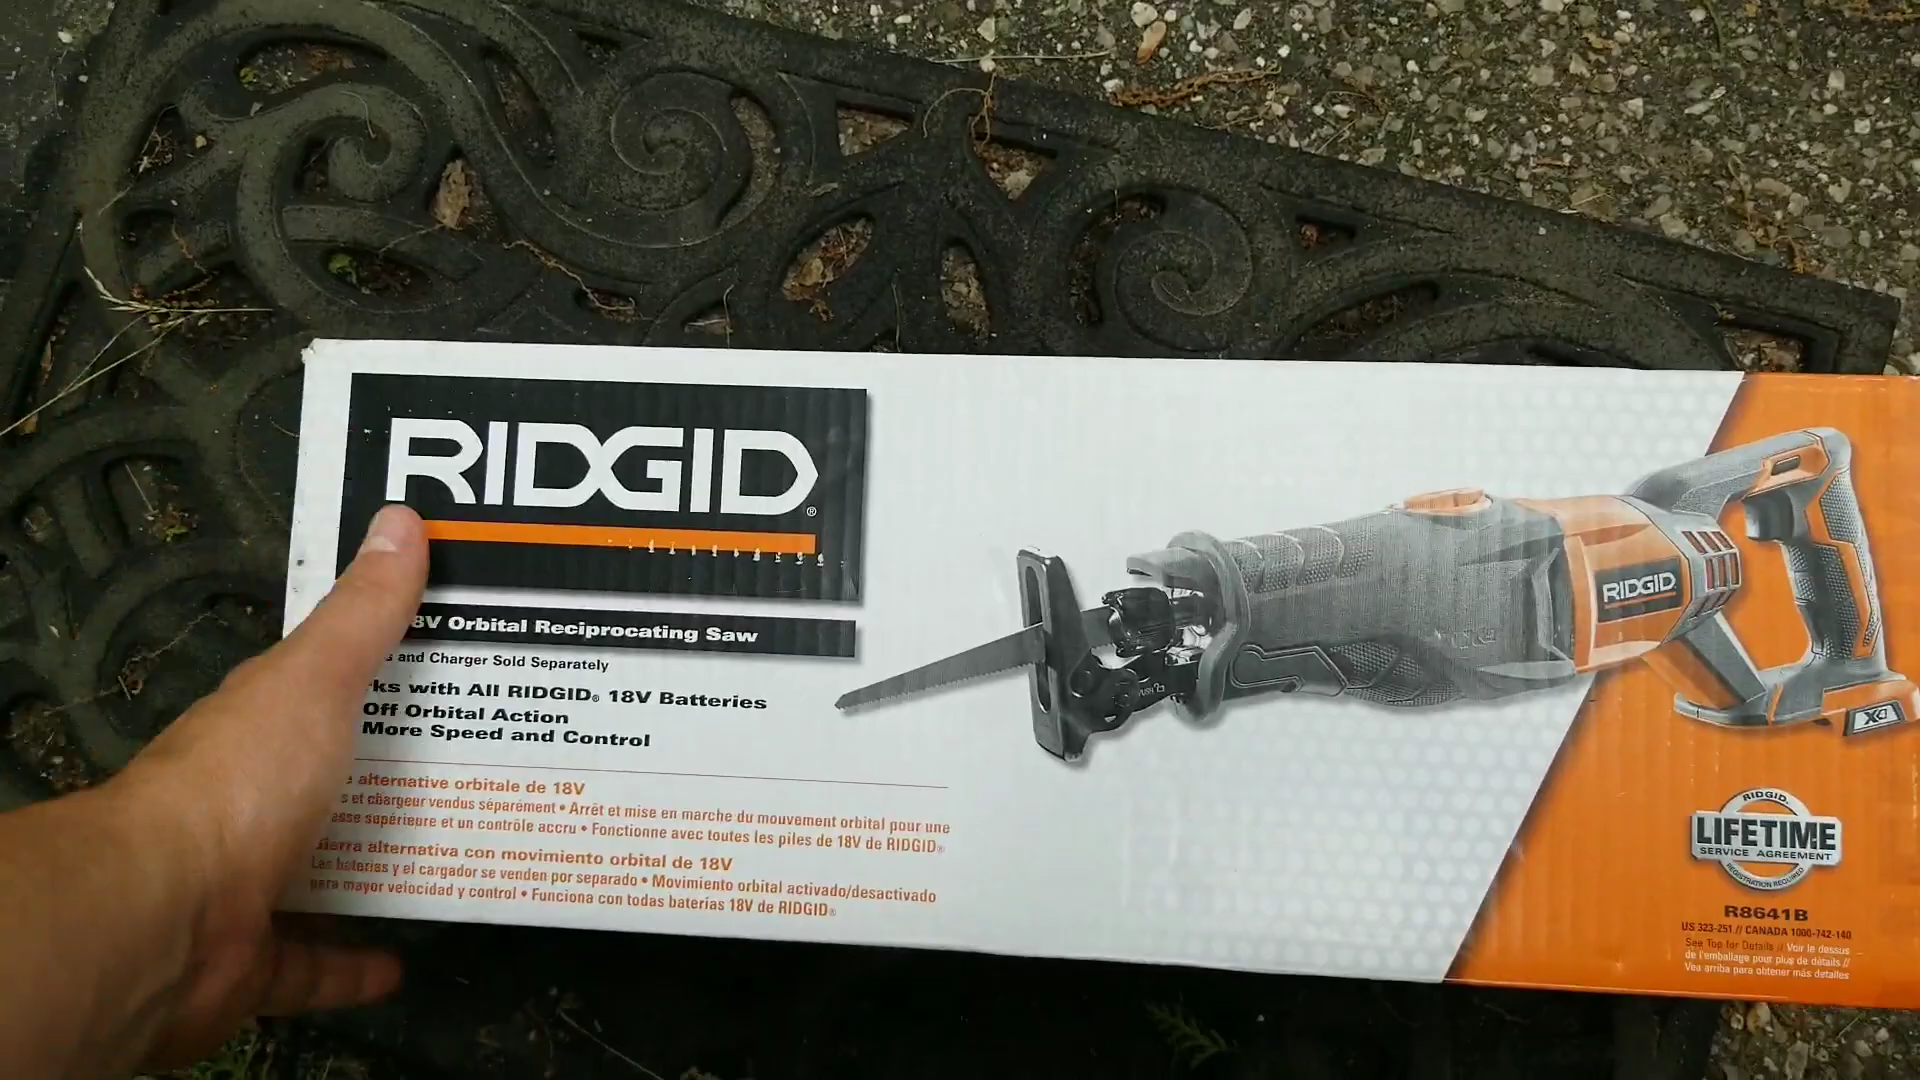 RIDGID®
8V Orbital Reciprocating Saw
and Charger Sold Separately
ks with All RIDGID® 18V Batteries
Off Orbital Action
More Speed and Control
alternative orbitale de 18V
s et chargeur vendus séparément • Arrêt et mise en marche du mouvement orbital pour une
supérieure et un contrôle accru • Fonctionne avec toutes les piles de 18V de RIDGID®
Sierra alternativa con movimiento orbital de 18V
Las baterías y el cargador se venden por separado • Movimiento orbital activado/desactivado
para mayor velocidad y control • Funciona con todas baterías 18V de RIDGID®
RIDGID
PUSH
RIDGID
LIFETIME
SERVICE AGREEMENT
REGISTRATION REQUIRED
R8641B
US 323-251 // CANADA 1000-742-140
See Top for Details // Voir le dessus
de l'emballage pour plus de détails //
Vea arriba para obtener más detalles